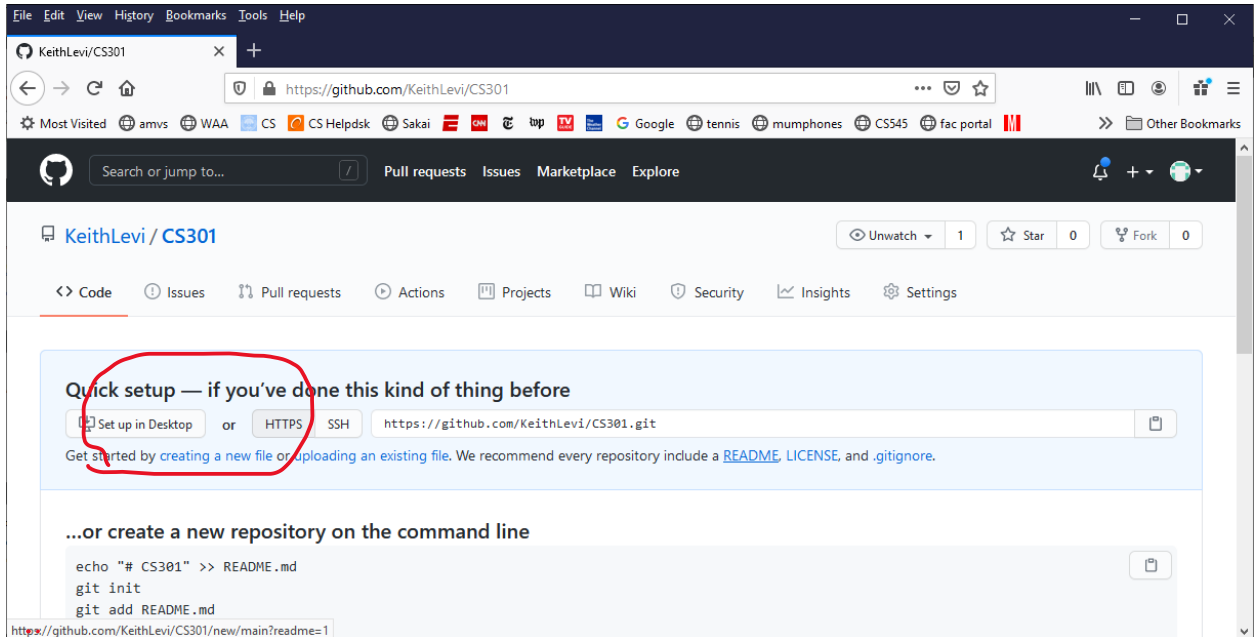 File Edit View History Bookmarks Tools Help
KeithLevi/CS301
https://github.com/KeithLevi/CS301
Most Visited amvs WAA CS CS Helpdsk Sakai CNN wp TV GUIDE Google tennis mumphones CS545 fac portal M Other Bookmarks
Search or jump to... / Pull requests Issues Marketplace Explore
KeithLevi / CS301 Unwatch 1 Star 0 Fork 0
<> Code Issues Pull requests Actions Projects Wiki Security Insights Settings
Quick setup — if you've done this kind of thing before
Set up in Desktop or HTTPS SSH https://github.com/KeithLevi/CS301.git
Get started by creating a new file or uploading an existing file. We recommend every repository include a README, LICENSE, and .gitignore.
...or create a new repository on the command line
echo "# CS301" >> README.md
git init
git add README.md
https://github.com/KeithLevi/CS301/new/main?readme=1